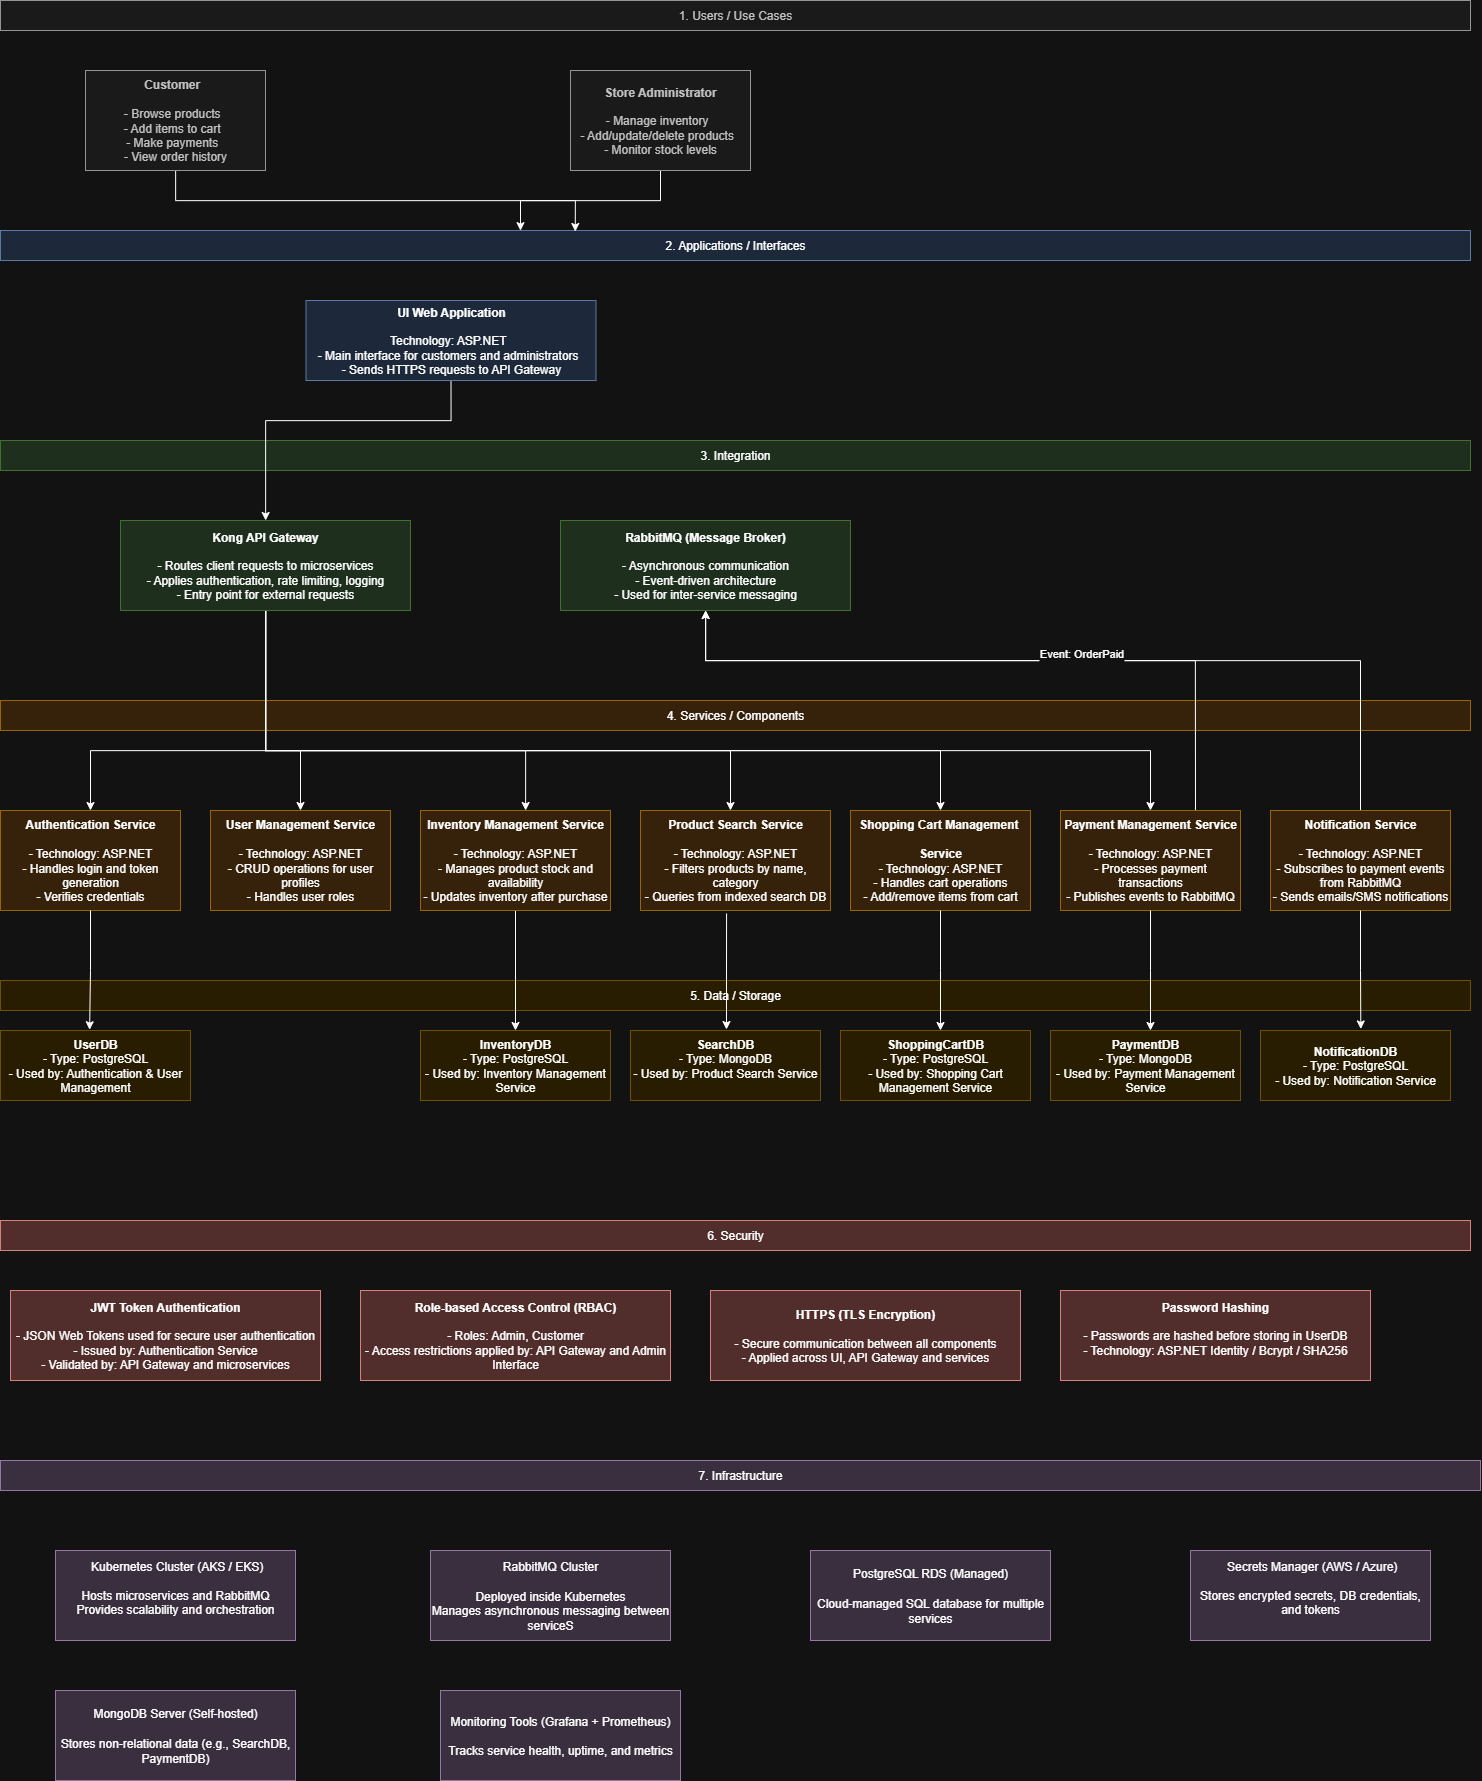 1. Users / Use Cases
Customer
- Browse products
- Add items to cart
- Make payments
- View order history
Store Administrator
- Manage inventory
- Add/update/delete products
- Monitor stock levels
2. Applications / Interfaces
UI Web Application
Technology: ASP.NET
- Main interface for customers and administrators
- Sends HTTPS requests to API Gateway
3. Integration
Kong API Gateway
- Routes client requests to microservices
- Applies authentication, rate limiting, logging
- Entry point for external requests
RabbitMQ (Message Broker)
- Asynchronous communication
- Event-driven architecture
- Used for inter-service messaging
Event: OrderPaid
4. Services / Components
Authentication Service
- Technology: ASP.NET
- Handles login and token
generation
- Verifies credentials
User Management Service
- Technology: ASP.NET
- CRUD operations for user
profiles
- Handles user roles
Inventory Management Service
- Technology: ASP.NET
- Manages product stock and
availability
- Updates inventory after purchase
Product Search Service
- Technology: ASP.NET
- Filters products by name,
category
- Queries from indexed search DB
Shopping Cart Management
Service
- Technology: ASP.NET
- Handles cart operations
- Add/remove items from cart
Payment Management Service
- Technology: ASP.NET
- Processes payment
transactions
- Publishes events to RabbitMQ
Notification Service
- Technology: ASP.NET
- Subscribes to payment events
from RabbitMQ
- Sends emails/SMS notifications
5. Data / Storage
UserDB
- Type: PostgreSQL
- Used by: Authentication & User
Management
InventoryDB
- Type: PostgreSQL
- Used by: Inventory Management
Service
SearchDB
- Type: MongoDB
- Used by: Product Search Service
ShoppingCartDB
- Type: PostgreSQL
- Used by: Shopping Cart
Management Service
PaymentDB
- Type: MongoDB
- Used by: Payment Management
Service
NotificationDB
- Type: PostgreSQL
- Used by: Notification Service
6. Security
JWT Token Authentication
- JSON Web Tokens used for secure user authentication
- Issued by: Authentication Service
- Validated by: API Gateway and microservices
Role-based Access Control (RBAC)
- Roles: Admin, Customer
- Access restrictions applied by: API Gateway and Admin
Interface
HTTPS (TLS Encryption)
- Secure communication between all components
- Applied across UI, API Gateway and services
Password Hashing
- Passwords are hashed before storing in UserDB
- Technology: ASP.NET Identity / Bcrypt / SHA256
7. Infrastructure
Kubernetes Cluster (AKS / EKS)
Hosts microservices and RabbitMQ
Provides scalability and orchestration
RabbitMQ Cluster
Deployed inside Kubernetes
Manages asynchronous messaging between
serviceS
PostgreSQL RDS (Managed)
Cloud-managed SQL database for multiple
services
Secrets Manager (AWS / Azure)
Stores encrypted secrets, DB credentials,
and tokens
MongoDB Server (Self-hosted)
Stores non-relational data (e.g., SearchDB,
PaymentDB)
Monitoring Tools (Grafana + Prometheus)
Tracks service health, uptime, and metrics